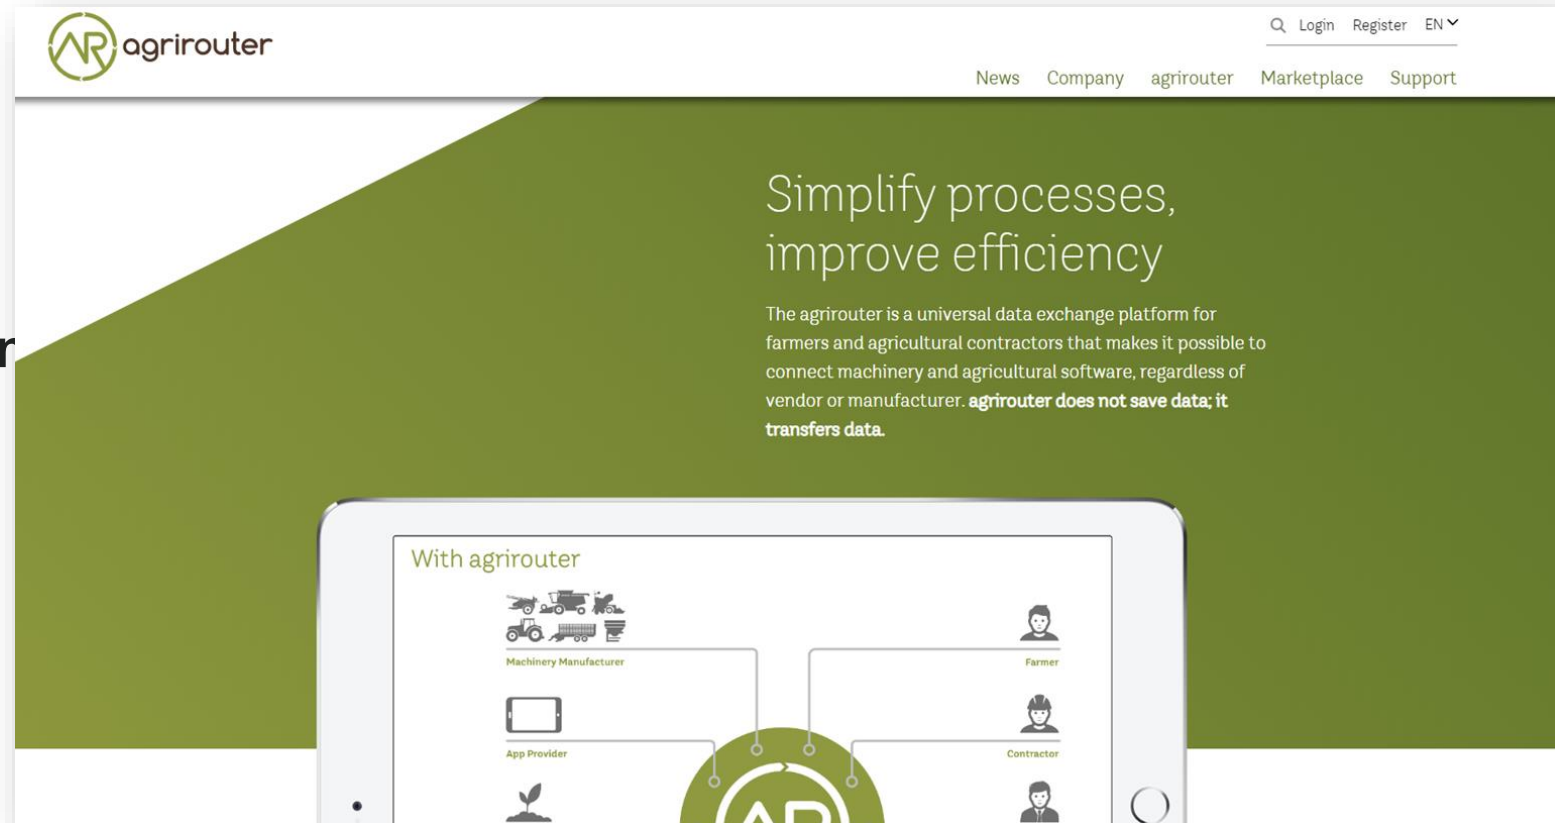 AR agrirouter
Login Register EN
News Company agrirouter Marketplace Support
Simplify processes,
improve efficiency
The agrirouter is a universal data exchange platform for
farmers and agricultural contractors that makes it possible to
connect machinery and agricultural software, regardless of
vendor or manufacturer. agrirouter does not save data; it
transfers data.
With agrirouter
Machinery Manufacturer
Farmer
App Provider
Contractor
AR